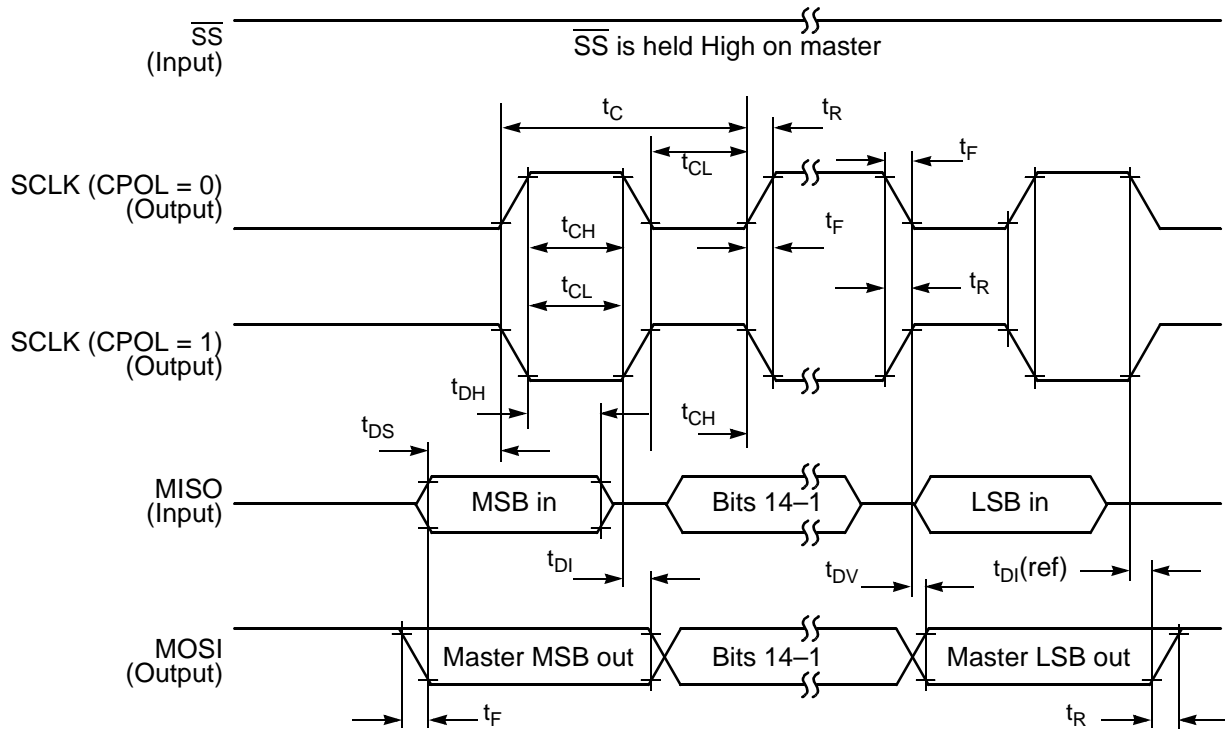 SS
(Input)
SS is held High on master
tC
tR
tCL
tF
SCLK (CPOL = 0)
(Output)
tCH
tF
tCL
tR
SCLK (CPOL = 1)
(Output)
tDH
tCH
tDS
MISO
(Input)
MSB in
Bits 14–1
LSB in
tDI
tDV
tDI(ref)
MOSI
(Output)
Master MSB out
Bits 14–1
Master LSB out
tF
tR